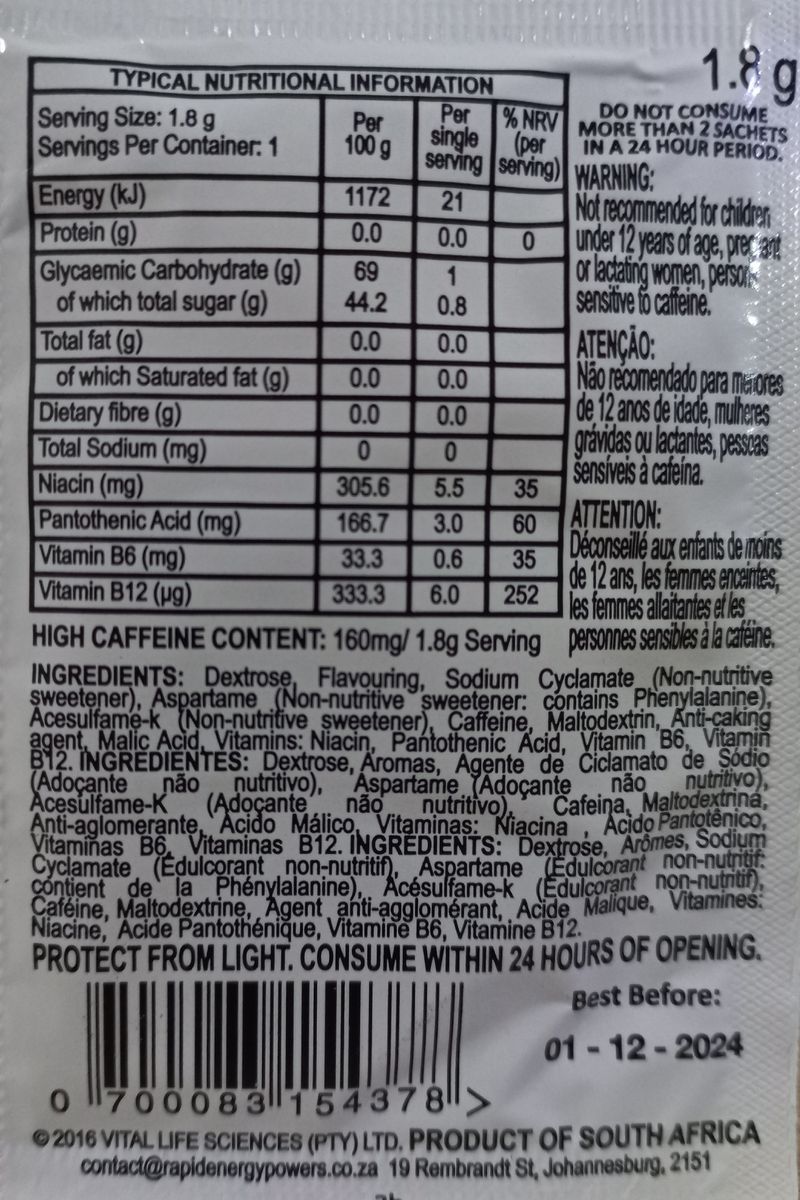 1.8 g
TYPICAL NUTRITIONAL INFORMATION
Serving Size: 1.8 g
Servings Per Container: 1
Per 100 g
Per single serving
% NRV (per serving)
Energy (kJ) 1172 21
Protein (g) 0.0 0.0 0
Glycaemic Carbohydrate (g) 69 1
of which total sugar (g) 44.2 0.8
Total fat (g) 0.0 0.0
of which Saturated fat (g) 0.0 0.0
Dietary fibre (g) 0.0 0.0
Total Sodium (mg) 0 0
Niacin (mg) 305.6 5.5 35
Pantothenic Acid (mg) 166.7 3.0 60
Vitamin B6 (mg) 33.3 0.6 35
Vitamin B12 (µg) 333.3 6.0 252
DO NOT CONSUME
MORE THAN 2 SACHETS
IN A 24 HOUR PERIOD.
WARNING:
Not recommended for children
under 12 years of age, pregnant
or lactating women, persons
sensitive to caffeine.
ATENÇÃO:
Não recomendado para menores
de 12 anos de idade, mulheres
grávidas ou lactantes, pessoas
sensíveis à cafeína.
ATTENTION:
Déconseillé aux enfants de moins
de 12 ans, les femmes enceintes,
les femmes allaitantes et les
personnes sensibles à la caféine.
HIGH CAFFEINE CONTENT: 160mg/ 1.8g Serving
INGREDIENTS: Dextrose, Flavouring, Sodium Cyclamate (Non-nutritive
sweetener), Aspartame (Non-nutritive sweetener: contains Phenylalanine),
Acesulfame-k (Non-nutritive sweetener), Caffeine, Maltodextrin, Anti-caking
agent, Malic Acid, Vitamins: Niacin, Pantothenic Acid, Vitamin B6, Vitamin
B12. INGREDIENTES: Dextrose, Aromas, Agente de Ciclamato de Sódio
(Adoçante não nutritivo), Aspartame (Adoçante não nutritivo),
Acesulfame-K (Adoçante não nutritivo), Cafeina, Maltodextrina,
Anti-aglomerante, Ácido Málico, Vitaminas: Niacina , Ácido Pantotênico,
Vitaminas B6, Vitaminas B12. INGRÉDIENTS: Dextrose, Arômes, Sodium
Cyclamate (Édulcorant non-nutritif), Aspartame (Édulcorant non-nutritif:
contient de la Phénylalanine), Acésulfame-k (Édulcorant non-nutritif),
Caféine, Maltodextrine, Agent anti-agglomérant, Acide Malique, Vitamines:
Niacine, Acide Pantothénique, Vitamine B6, Vitamine B12.
PROTECT FROM LIGHT. CONSUME WITHIN 24 HOURS OF OPENING.
Best Before:
01 - 12 - 2024
0 700083 154378 >
© 2016 VITAL LIFE SCIENCES (PTY) LTD. PRODUCT OF SOUTH AFRICA
contact@rapidenergypowers.co.za 19 Rembrandt St, Johannesburg, 2151